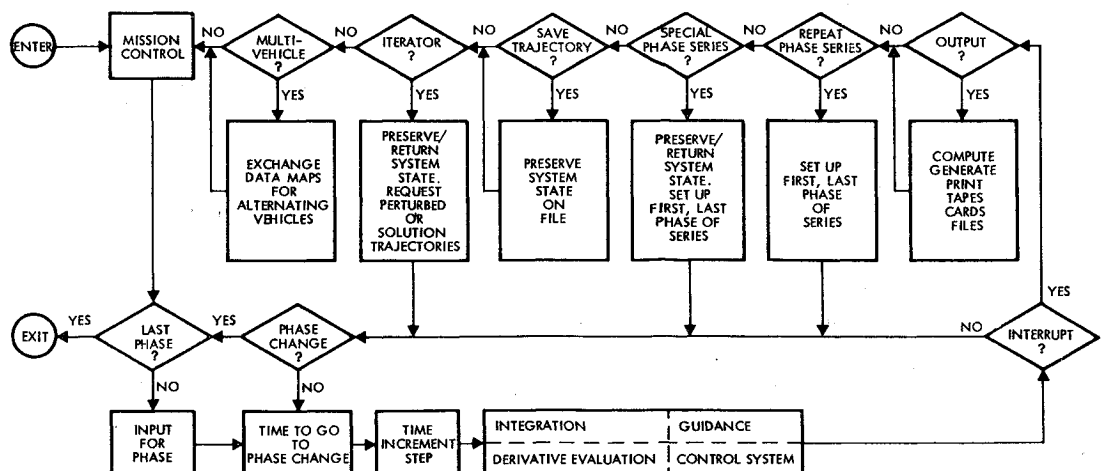 ENTER
MISSION
CONTROL
NO
MULTI-
VEHICLE
?
NO
ITERATOR
?
NO
SAVE
TRAJECTORY
?
NO
SPECIAL
PHASE SERIES
?
NO
REPEAT
PHASE SERIES
?
NO
OUTPUT
?
YES
YES
YES
YES
YES
YES
EXCHANGE
DATA MAPS
FOR
ALTERNATING
VEHICLES
PRESERVE/
RETURN
SYSTEM
STATE.
REQUEST
PERTURBED
OR
SOLUTION
TRAJECTORIES
PRESERVE
SYSTEM
STATE
ON
FILE
PRESERVE/
RETURN
SYSTEM
STATE.
SET UP
FIRST, LAST
PHASE OF
SERIES
SET UP
FIRST, LAST
PHASE
OF
SERIES
COMPUTE
GENERATE
PRINT
TAPES
CARDS
FILES
EXIT
YES
LAST
PHASE
?
YES
PHASE
CHANGE
?
NO
YES
INTERRUPT
?
NO
NO
INPUT
FOR
PHASE
TIME TO GO
TO
PHASE CHANGE
TIME
INCREMENT
STEP
INTEGRATION
GUIDANCE
DERIVATIVE EVALUATION
CONTROL SYSTEM